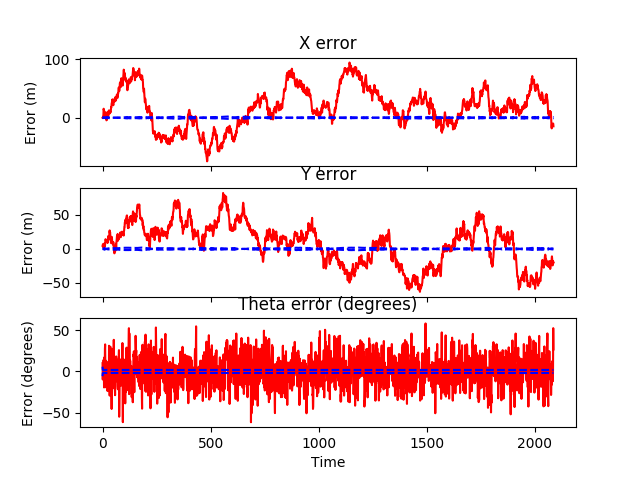 X error
Error (m)
100
0
Y error
Error (m)
50
0
−50
Theta error (degrees)
Error (degrees)
50
0
−50
0 500 1000 1500 2000
Time